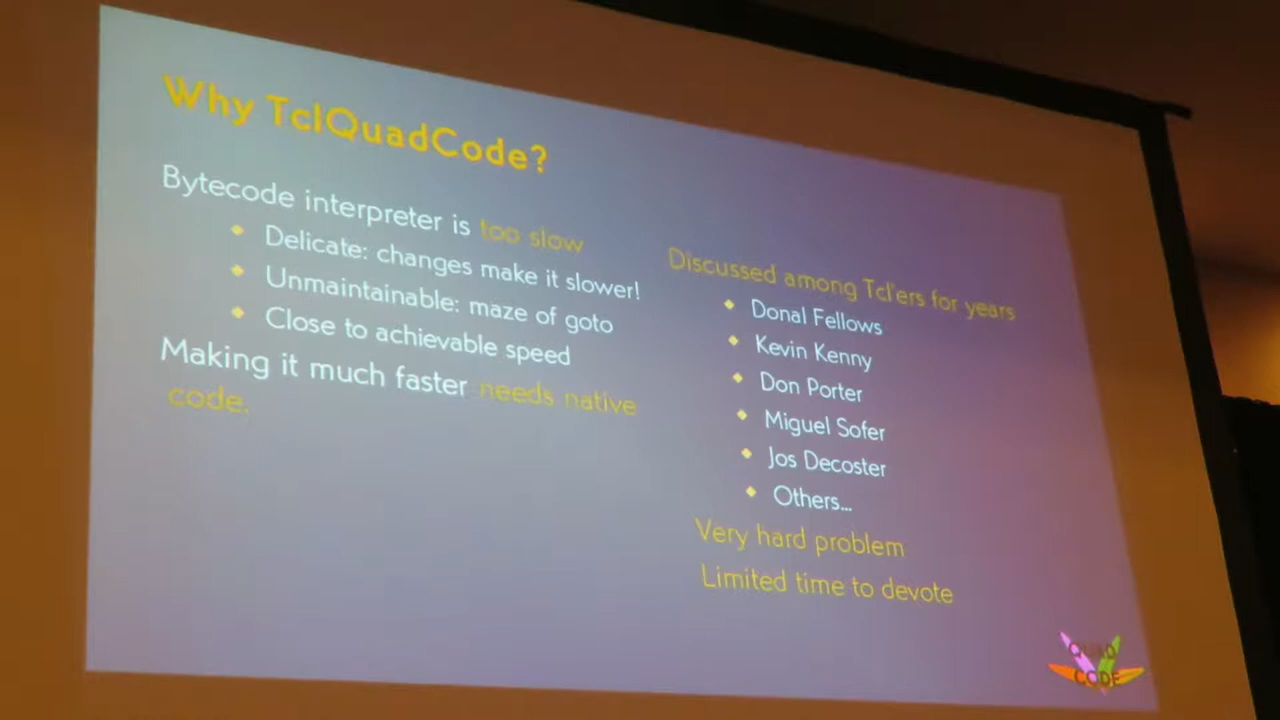 Why TclQuadCode?
Bytecode interpreter is too slow
Delicate: changes make it slower!
Unmaintainable: maze of goto
Close to achievable speed
Making it much faster needs native
code.
Discussed among Tcl'ers for years
Donal Fellows
Kevin Kenny
Don Porter
Miguel Sofer
Jos Decoster
Others...
Very hard problem
Limited time to devote
QUAD
CODE